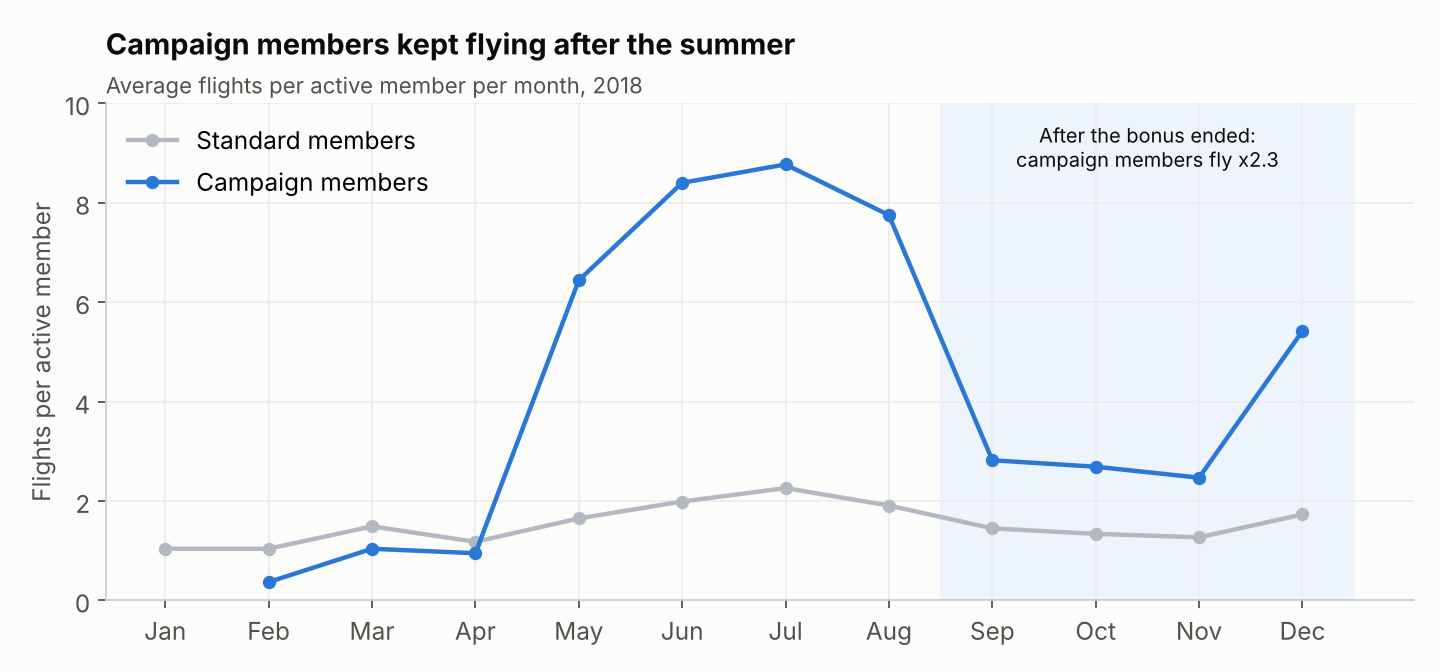 Campaign members kept flying after the summer
Average flights per active member per month, 2018
Standard members
Campaign members
After the bonus ended:
campaign members fly x2.3
Flights per active member
10
8
6
4
2
0
Jan Feb Mar Apr May Jun Jul Aug Sep Oct Nov Dec